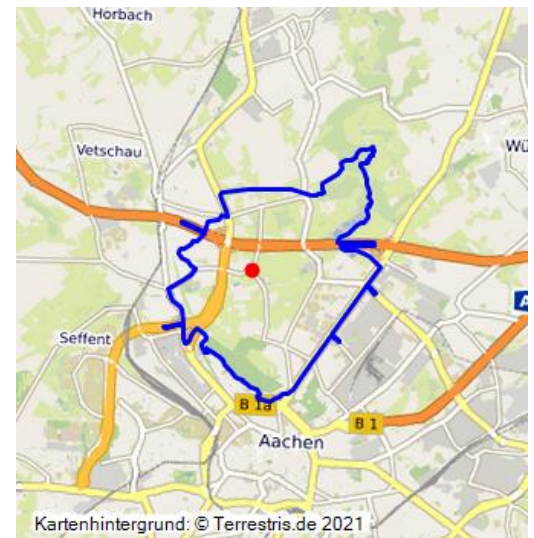 Horbach
Vetschau
Wü
A
Seffent
B 1a
B 1
Aachen
Kartenhintergrund: © Terrestris.de 2021